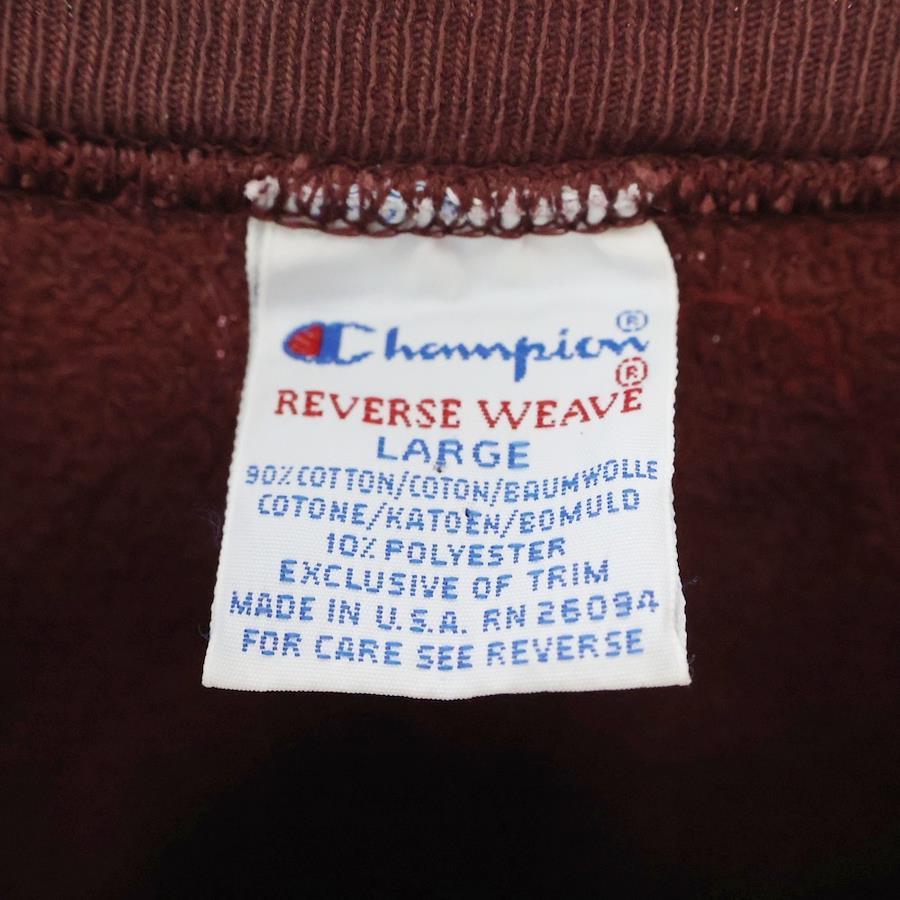 Champion®
REVERSE WEAVE®
LARGE
90% COTTON/COTON/BAUMWOLLE
COTONE/KATOEN/BOMULD
10% POLYESTER
EXCLUSIVE OF TRIM
MADE IN U.S.A. RN 26094
FOR CARE SEE REVERSE